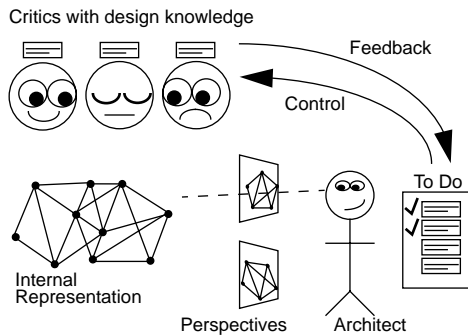 Critics with design knowledge
Feedback
Control
To Do
Internal
Representation
Perspectives
Architect